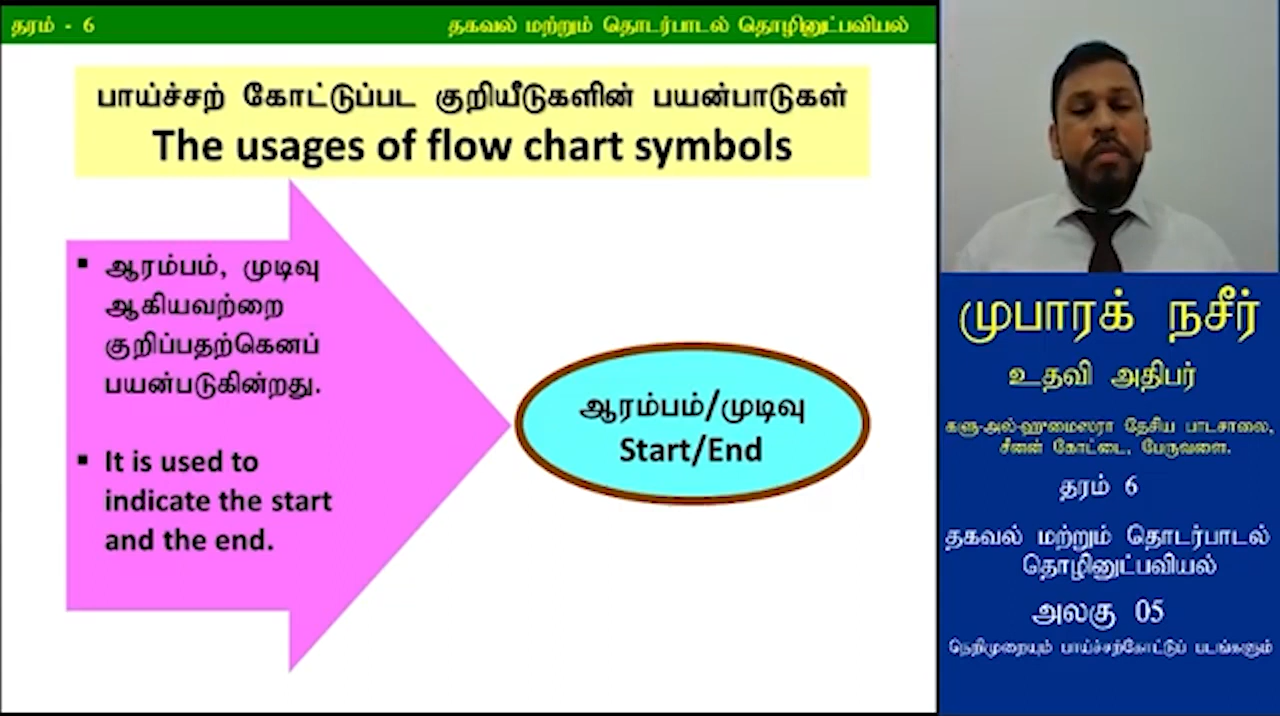 தரம் - 6
தகவல் மற்றும் தொடர்பாடல் தொழினுட்பவியல்
பாய்ச்சற் கோட்டுப்பட குறியீடுகளின் பயன்பாடுகள்
The usages of flow chart symbols
▪ ஆரம்பம், முடிவு
ஆகியவற்றை
குறிப்பதற்கெனப்
பயன்படுகின்றது.
▪ It is used to
indicate the start
and the end.
ஆரம்பம்/முடிவு
Start/End
முபாரக் நசீர்
உதவி அதிபர்
களு-அல்-ஹுமைஸரா தேசிய பாடசாலை,
சீனன் கோட்டை, பேருவளை.
தரம் 6
தகவல் மற்றும் தொடர்பாடல்
தொழினுட்பவியல்
அலகு 05
நெறிமுறையும் பாய்ச்சற்கோட்டுப் படங்களும்